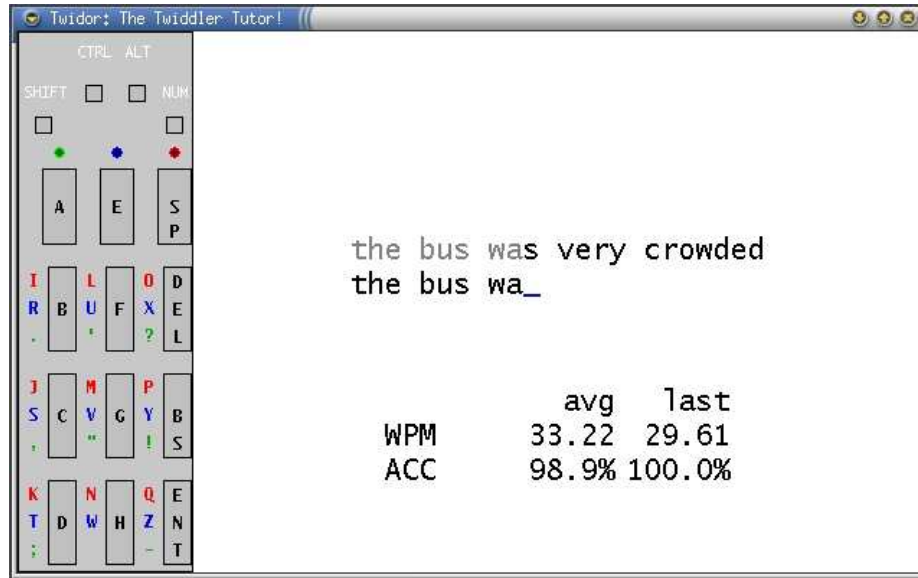 Twidor: The Twiddler Tutor!
CTRL ALT
SHIFT NUM
A E SP
the bus was very crowded
the bus wa_
I L O D
R B U F X E
. ' ? L
J M P
S C V G Y B
, " ! S
avg last
WPM 33.22 29.61
ACC 98.9% 100.0%
K N Q E
T D W H Z N
; - T